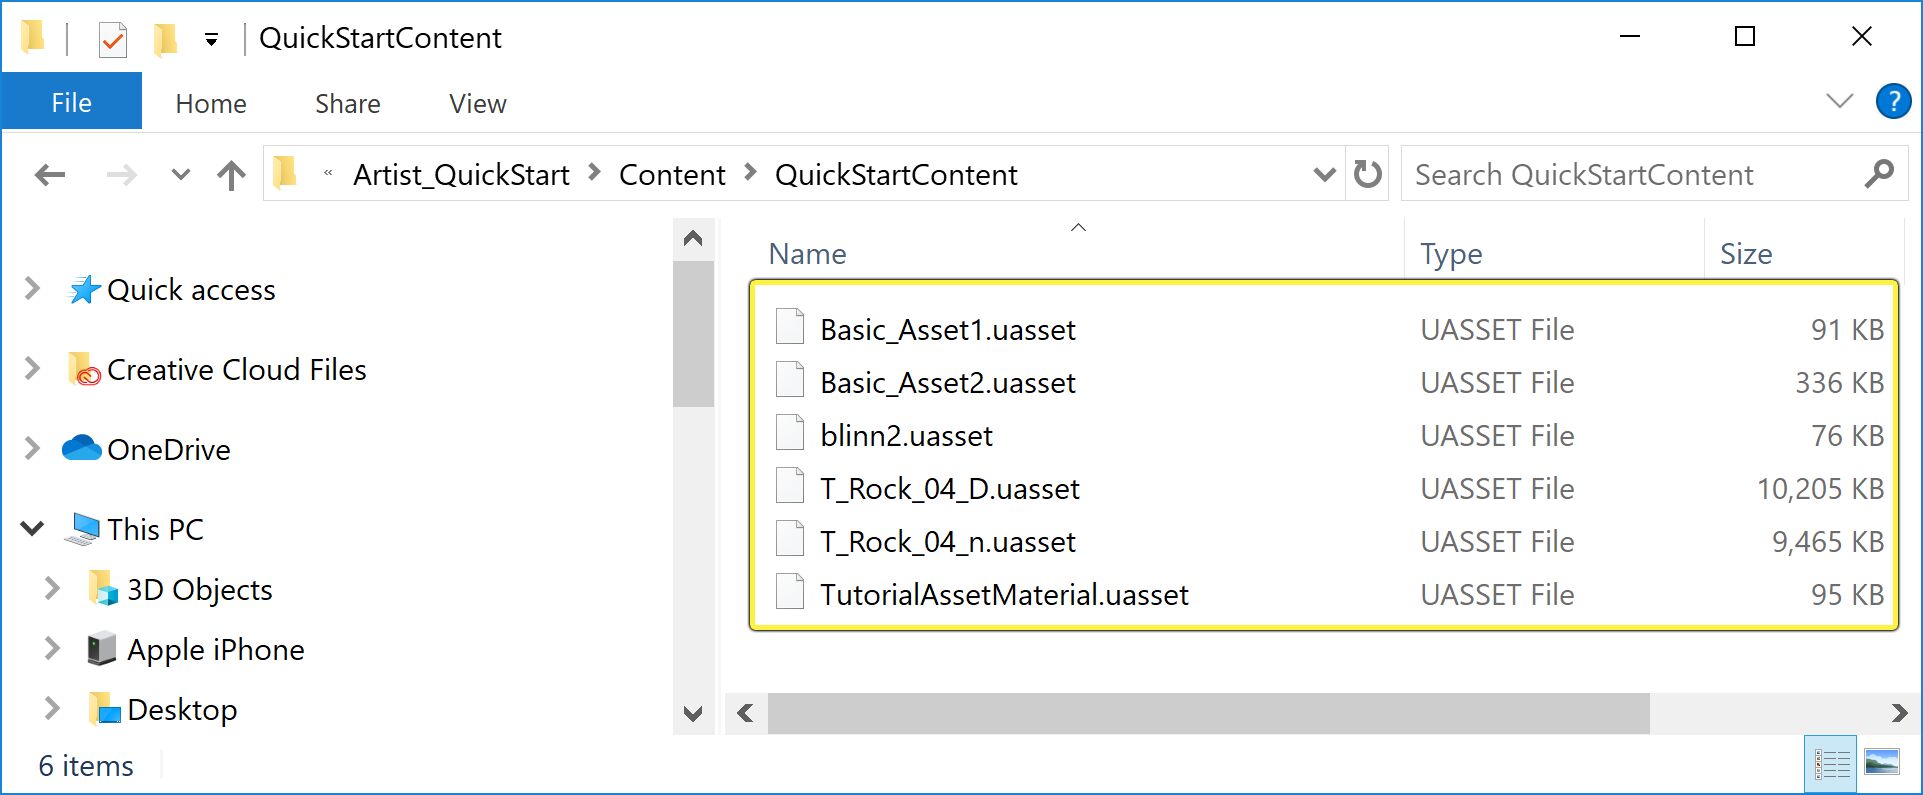 QuickStartContent
File Home Share View ?
« Artist_QuickStart > Content > QuickStartContent Search QuickStartContent
Quick access
Creative Cloud Files
OneDrive
This PC
3D Objects
Apple iPhone
Desktop
Name Type Size
Basic_Asset1.uasset UASSET File 91 KB
Basic_Asset2.uasset UASSET File 336 KB
blinn2.uasset UASSET File 76 KB
T_Rock_04_D.uasset UASSET File 10,205 KB
T_Rock_04_n.uasset UASSET File 9,465 KB
TutorialAssetMaterial.uasset UASSET File 95 KB
6 items